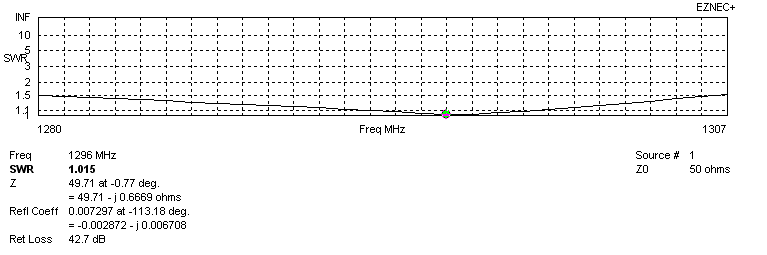 EZNEC+
INF
10
5
SWR
3
2
1.5
1.1
1280 Freq MHz 1307
Freq 1296 MHz Source # 1
SWR 1.015 Z0 50 ohms
Z 49.71 at -0.77 deg.
= 49.71 - j 0.6669 ohms
Refl Coeff 0.007297 at -113.18 deg.
= -0.002872 - j 0.006708
Ret Loss 42.7 dB